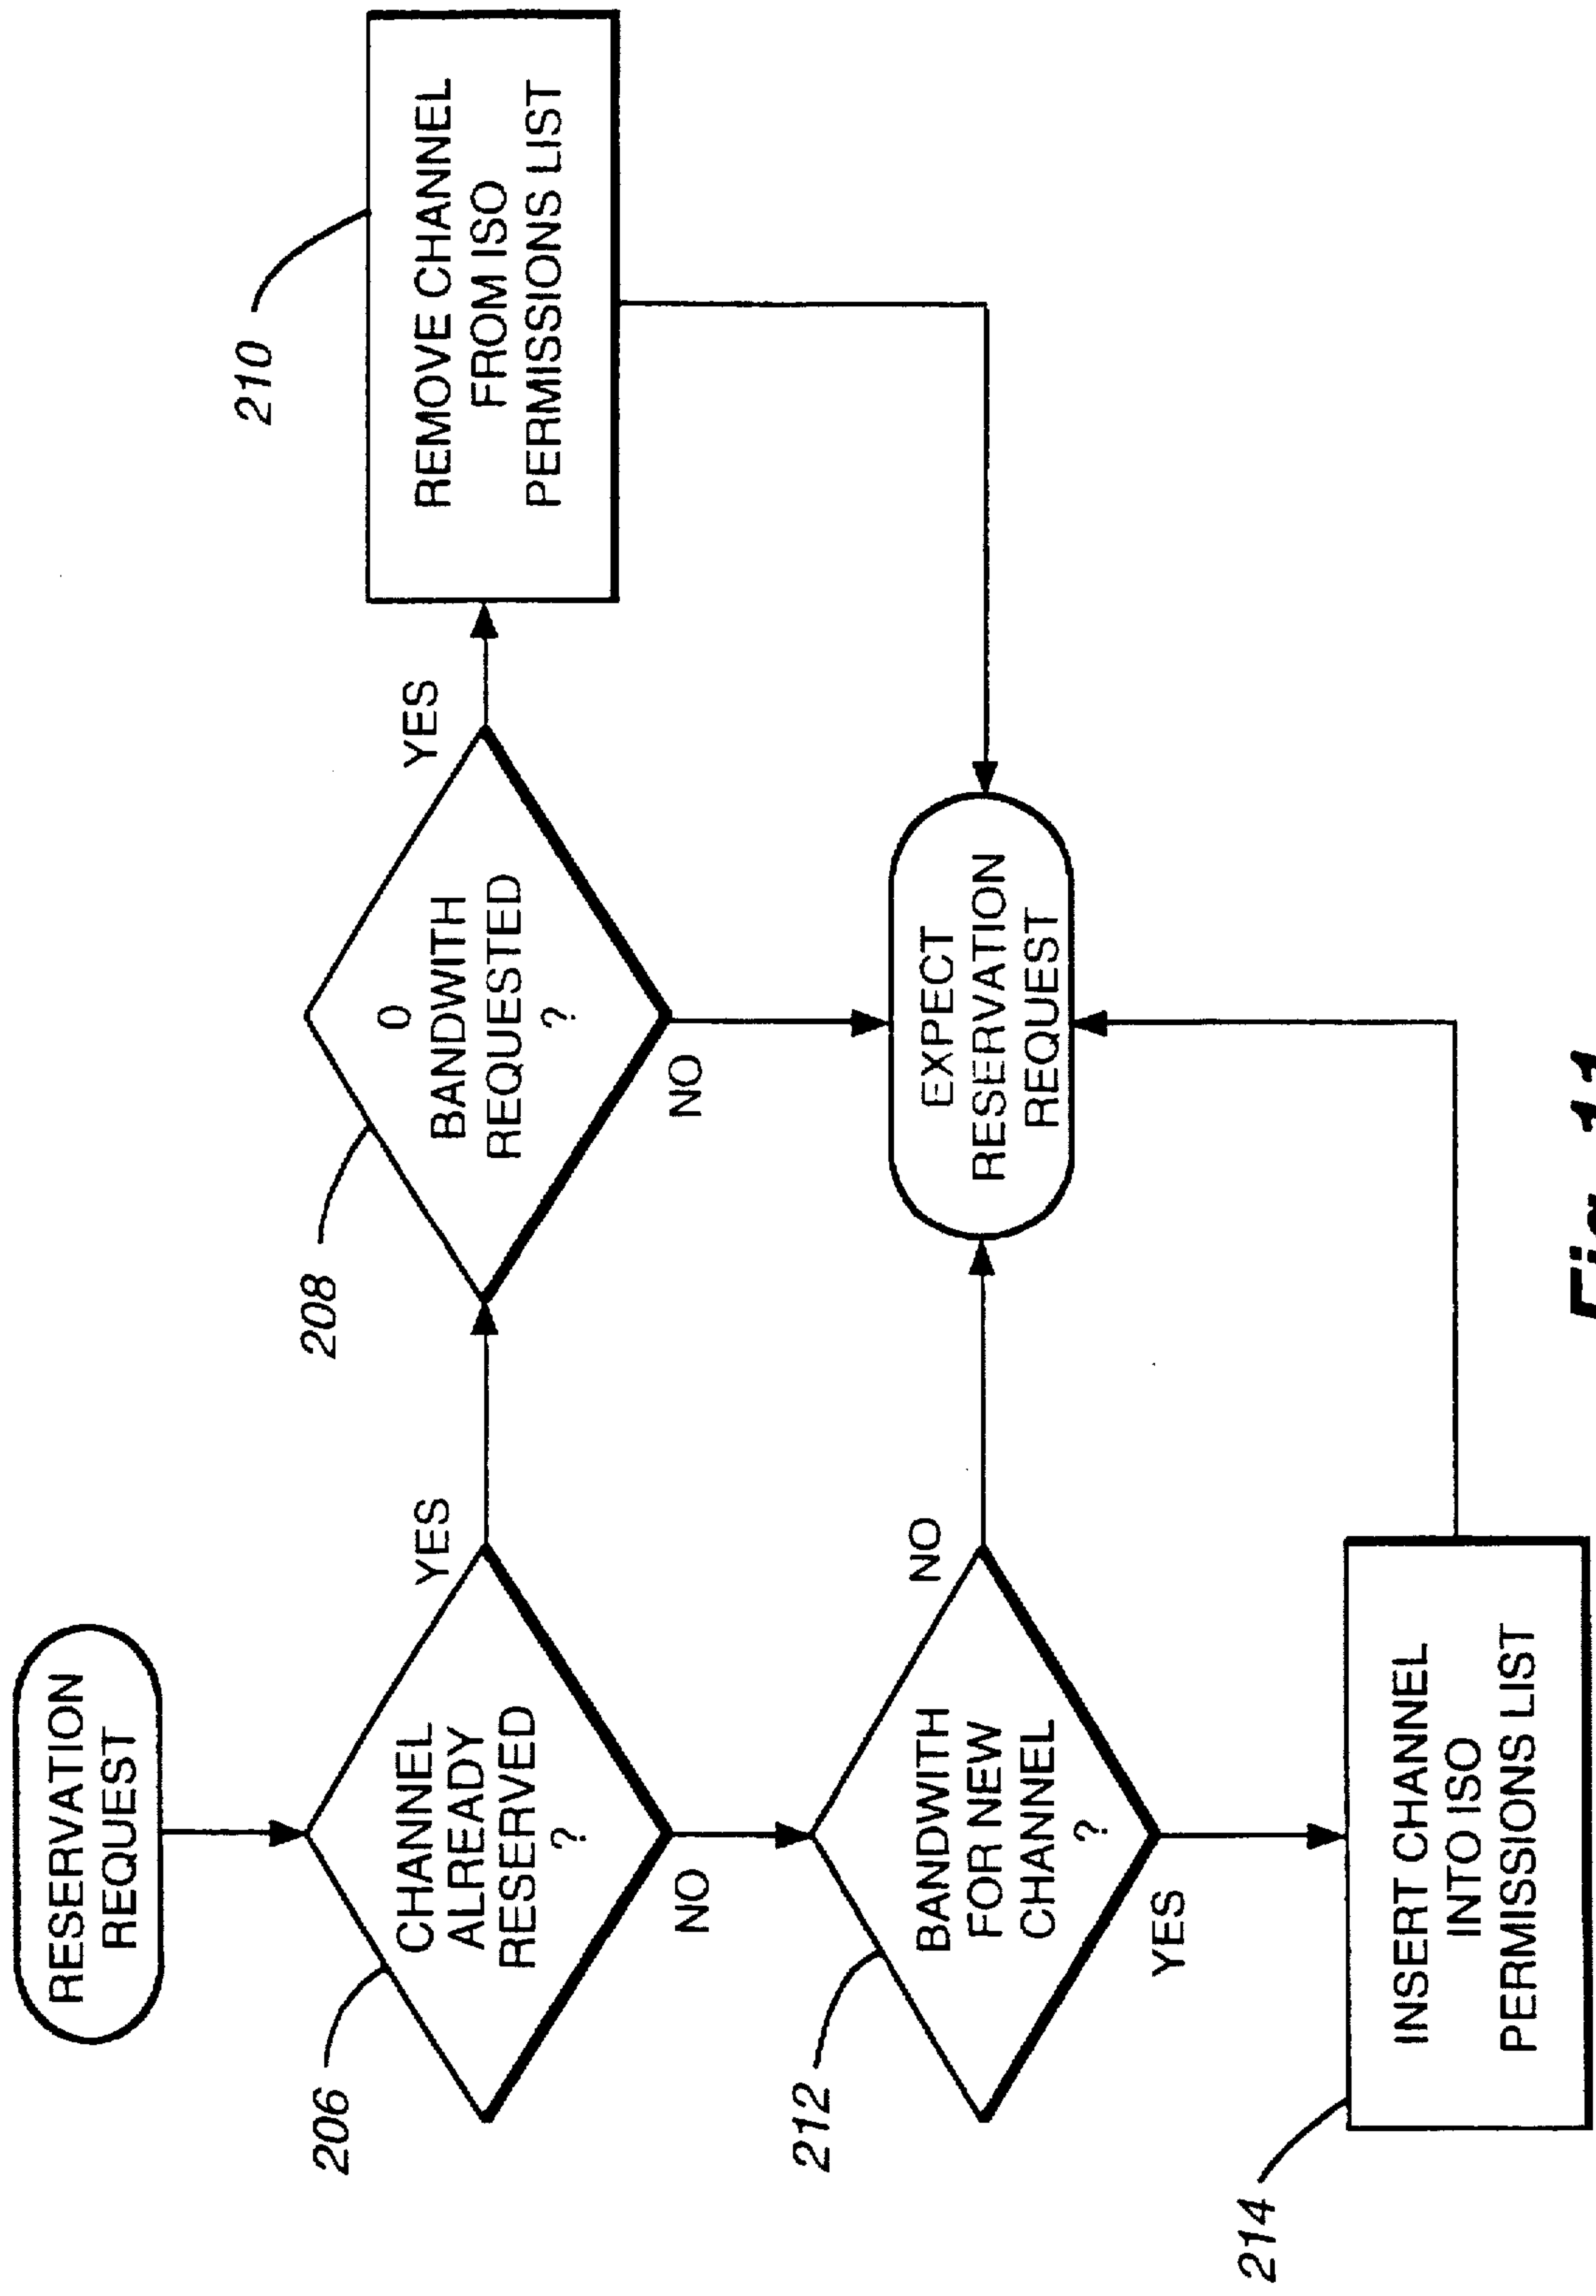 RESERVATION
REQUEST
206
CHANNEL
ALREADY
RESERVED
?
YES
NO
208
0
BANDWITH
REQUESTED
?
YES
NO
210
REMOVE CHANNEL
FROM ISO
PERMISSIONS LIST
212
BANDWITH
FOR NEW
CHANNEL
?
NO
YES
EXPECT
RESERVATION
REQUEST
214
INSERT CHANNEL
INTO ISO
PERMISSIONS LIST